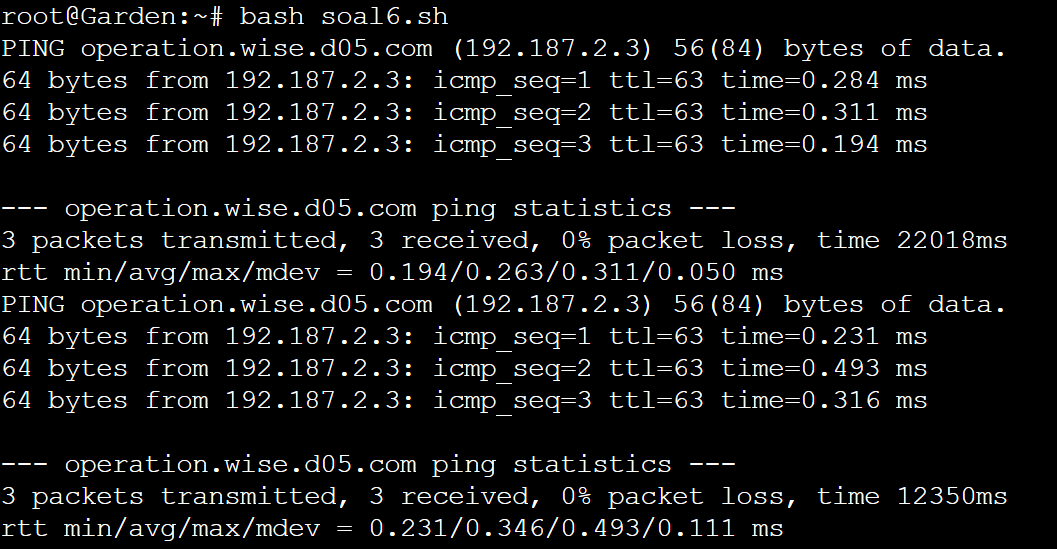 root@Garden:~# bash soal6.sh
PING operation.wise.d05.com (192.187.2.3) 56(84) bytes of data.
64 bytes from 192.187.2.3: icmp_seq=1 ttl=63 time=0.284 ms
64 bytes from 192.187.2.3: icmp_seq=2 ttl=63 time=0.311 ms
64 bytes from 192.187.2.3: icmp_seq=3 ttl=63 time=0.194 ms

--- operation.wise.d05.com ping statistics ---
3 packets transmitted, 3 received, 0% packet loss, time 22018ms
rtt min/avg/max/mdev = 0.194/0.263/0.311/0.050 ms
PING operation.wise.d05.com (192.187.2.3) 56(84) bytes of data.
64 bytes from 192.187.2.3: icmp_seq=1 ttl=63 time=0.231 ms
64 bytes from 192.187.2.3: icmp_seq=2 ttl=63 time=0.493 ms
64 bytes from 192.187.2.3: icmp_seq=3 ttl=63 time=0.316 ms

--- operation.wise.d05.com ping statistics ---
3 packets transmitted, 3 received, 0% packet loss, time 12350ms
rtt min/avg/max/mdev = 0.231/0.346/0.493/0.111 ms